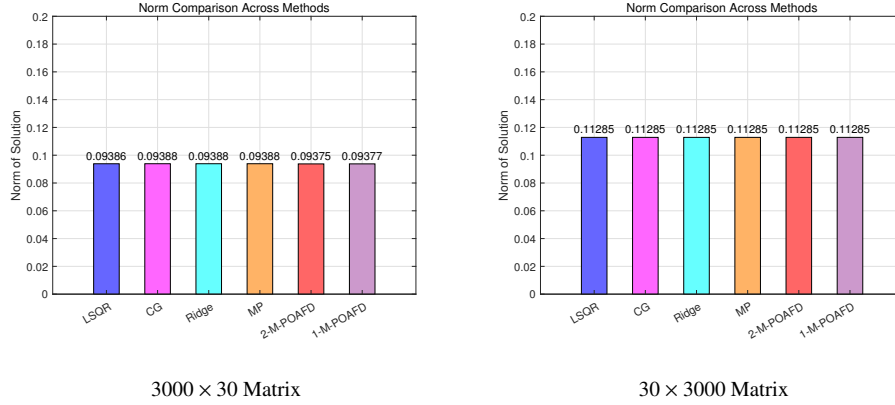 Norm Comparison Across Methods
0.2
0.18
0.16
0.14
0.12
0.1
0.08
0.06
0.04
0.02
0
Norm of Solution
0.09386 0.09388 0.09388 0.09388 0.09375 0.09377
LSQR CG Ridge MP 2-M-POAFD 1-M-POAFD
3000 × 30 Matrix
Norm Comparison Across Methods
0.2
0.18
0.16
0.14
0.12
0.1
0.08
0.06
0.04
0.02
0
Norm of Solution
0.11285 0.11285 0.11285 0.11285 0.11285 0.11285
LSQR CG Ridge MP 2-M-POAFD 1-M-POAFD
30 × 3000 Matrix